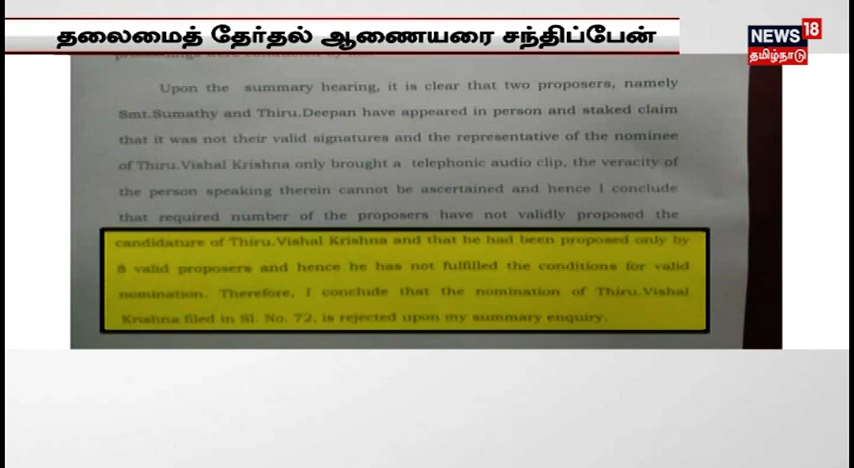 தலைமைத் தேர்தல் ஆணையரை சந்திப்பேன்
NEWS 18
தமிழ்நாடு
Upon the summary hearing, it is clear that two proposers, namely
Smt.Sumathy and Thiru.Deepan have appeared in person and staked claim
that it was not their valid signatures and the representative of the nominee
of Thiru.Vishal Krishna only brought a telephonic audio clip, the veracity of
the person speaking therein cannot be ascertained and hence I conclude
that required number of the proposers have not validly proposed the
candidature of Thiru.Vishal Krishna and that he had been proposed only by
8 valid proposers and hence he has not fulfilled the conditions for valid
nomination. Therefore, I conclude that the nomination of Thiru.Vishal
Krishna filed in Sl. No. 72, is rejected upon my summary enquiry.